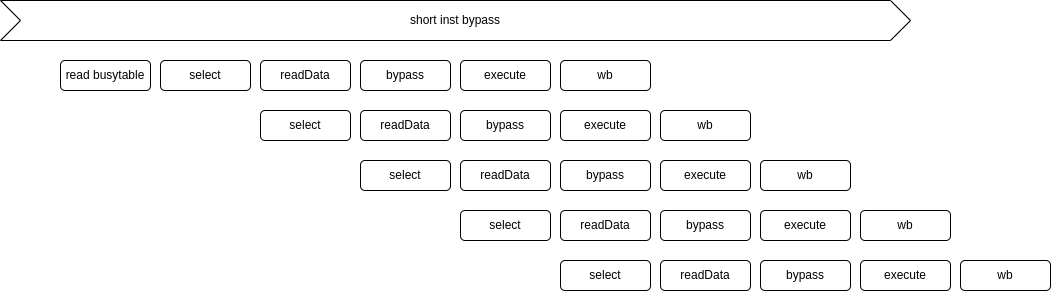 short inst bypass
read busytable select readData bypass execute wb
select readData bypass execute wb
select readData bypass execute wb
select readData bypass execute wb
select readData bypass execute wb